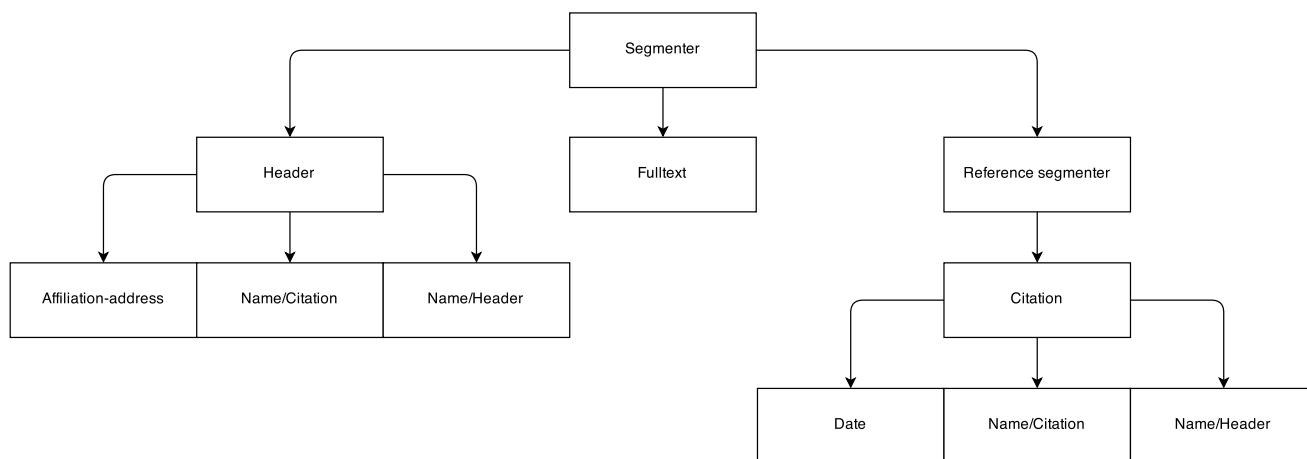 Segmenter
Header
Fulltext
Reference segmenter
Affiliation-address
Name/Citation
Name/Header
Citation
Date
Name/Citation
Name/Header